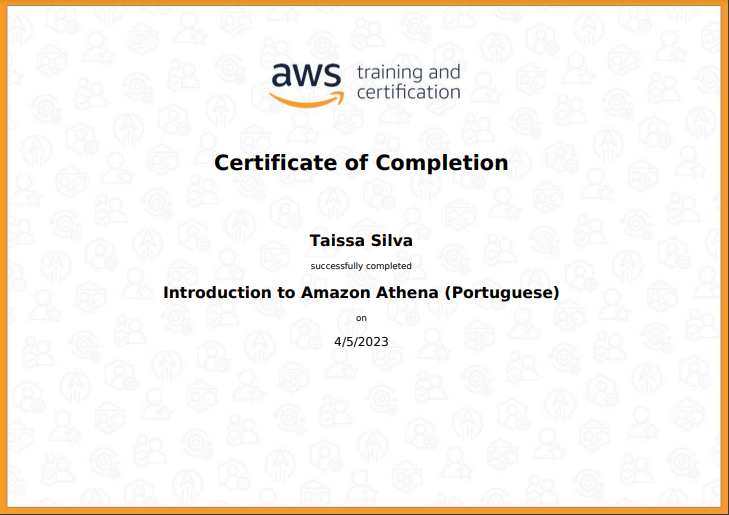 aws training and
certification
Certificate of Completion
Taissa Silva
successfully completed
Introduction to Amazon Athena (Portuguese)
on
4/5/2023